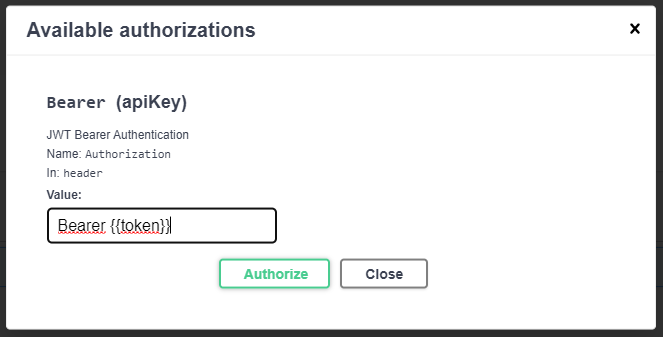 Available authorizations
×
Bearer (apiKey)
JWT Bearer Authentication
Name: Authorization
In: header
Value:
Bearer {{token}}
Authorize Close